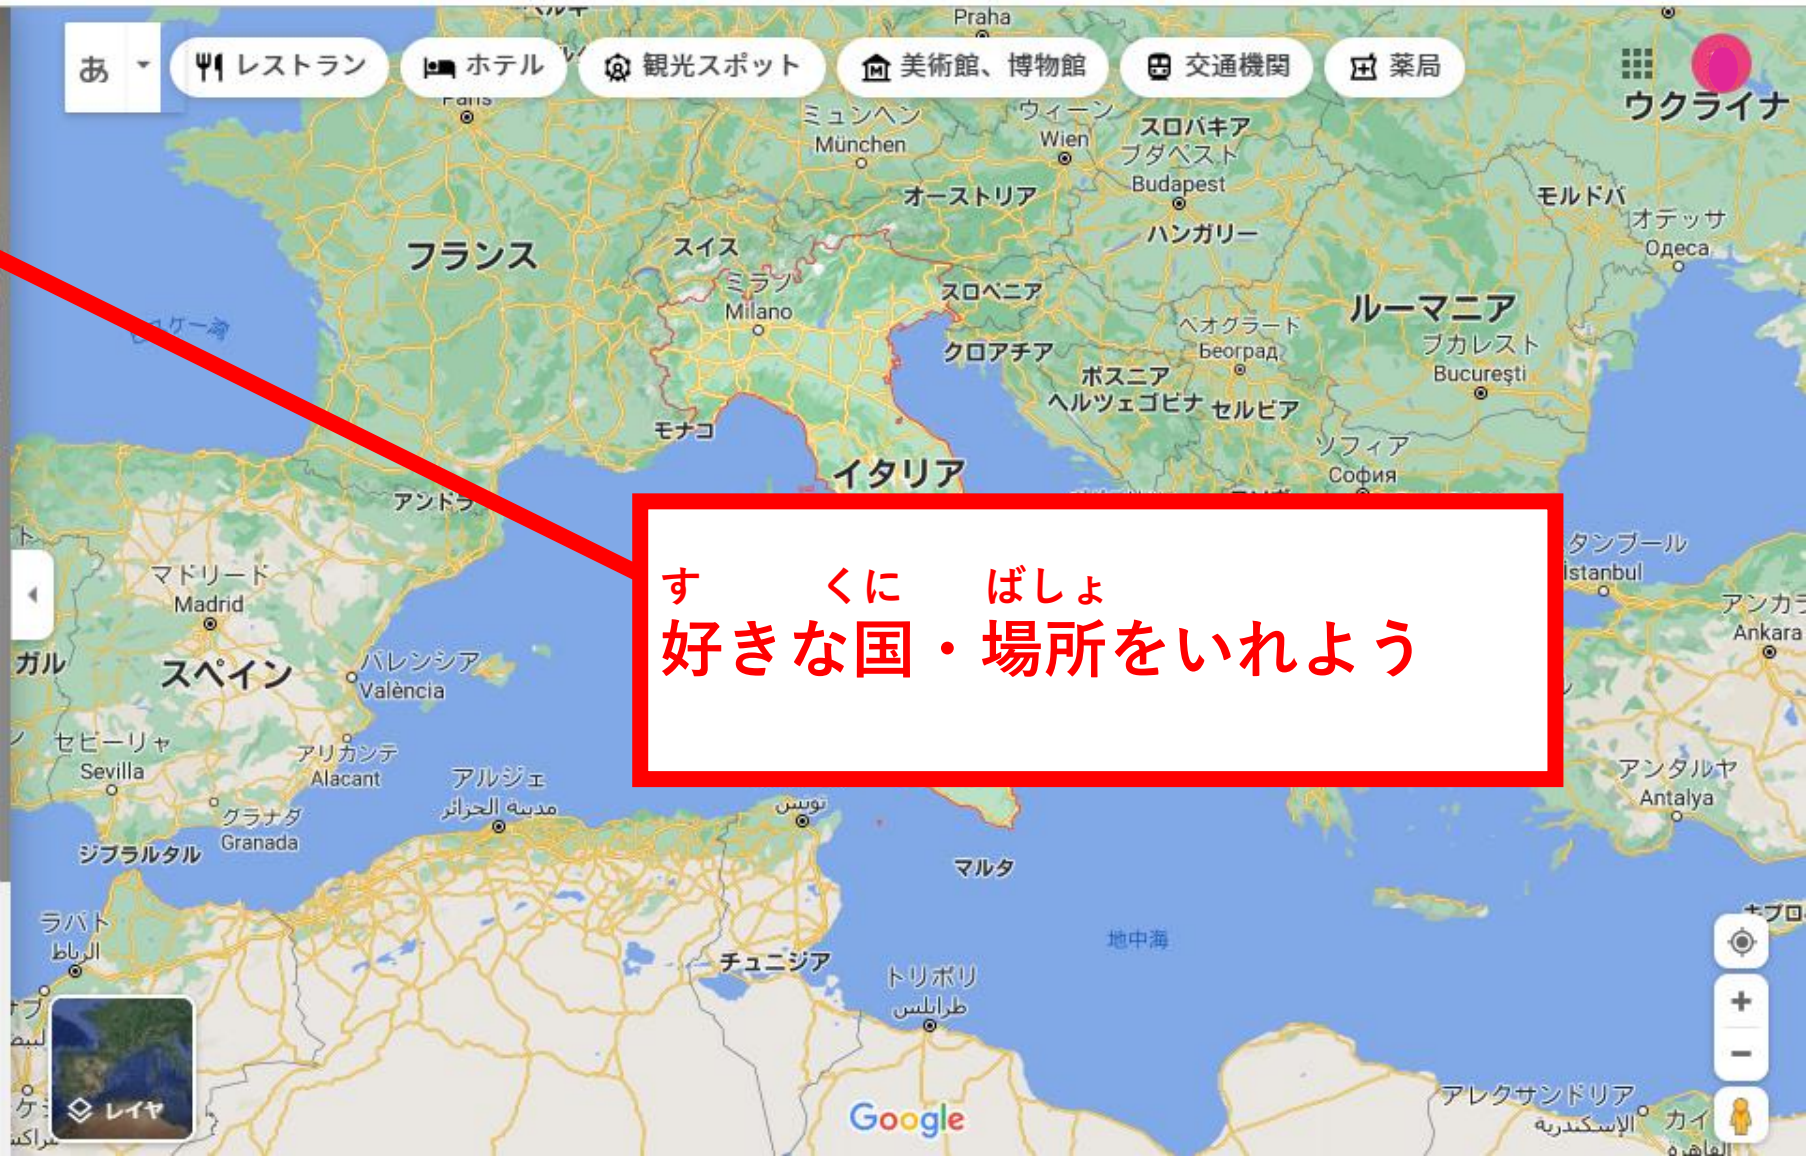 Praha
あ
レストラン
ホテル
観光スポット
美術館、博物館
交通機関
薬局
ウクライナ
Paris
ミュンヘン
München
ウィーン
Wien
スロバキア
ブダペスト
Budapest
オーストリア
ハンガリー
モルドバ
オデッサ
Одеса
フランス
スイス
ミラノ
Milano
スロベニア
クロアチア
ルーマニア
ベオグラード
Београд
ブカレスト
București
ボスニア
ヘルツェゴビナ
セルビア
モナコ
ソフィア
София
イタリア
アンドラ
タンブール
İstanbul
マドリード
Madrid
す くに ばしょ
好きな国・場所をいれよう
アンカラ
Ankara
ガル
スペイン
バレンシア
València
セビーリャ
Sevilla
アリカンテ
Alacant
アルジェ
مدينة الجزائر
تونس
アンタルヤ
Antalya
グラナダ
Granada
ジブラルタル
マルタ
ラバト
الرباط
キプロ
地中海
チュニジア
トリポリ
طرابلس
レイヤ
Google
アレクサンドリア
الإسكندرية
カイ
القاهرة